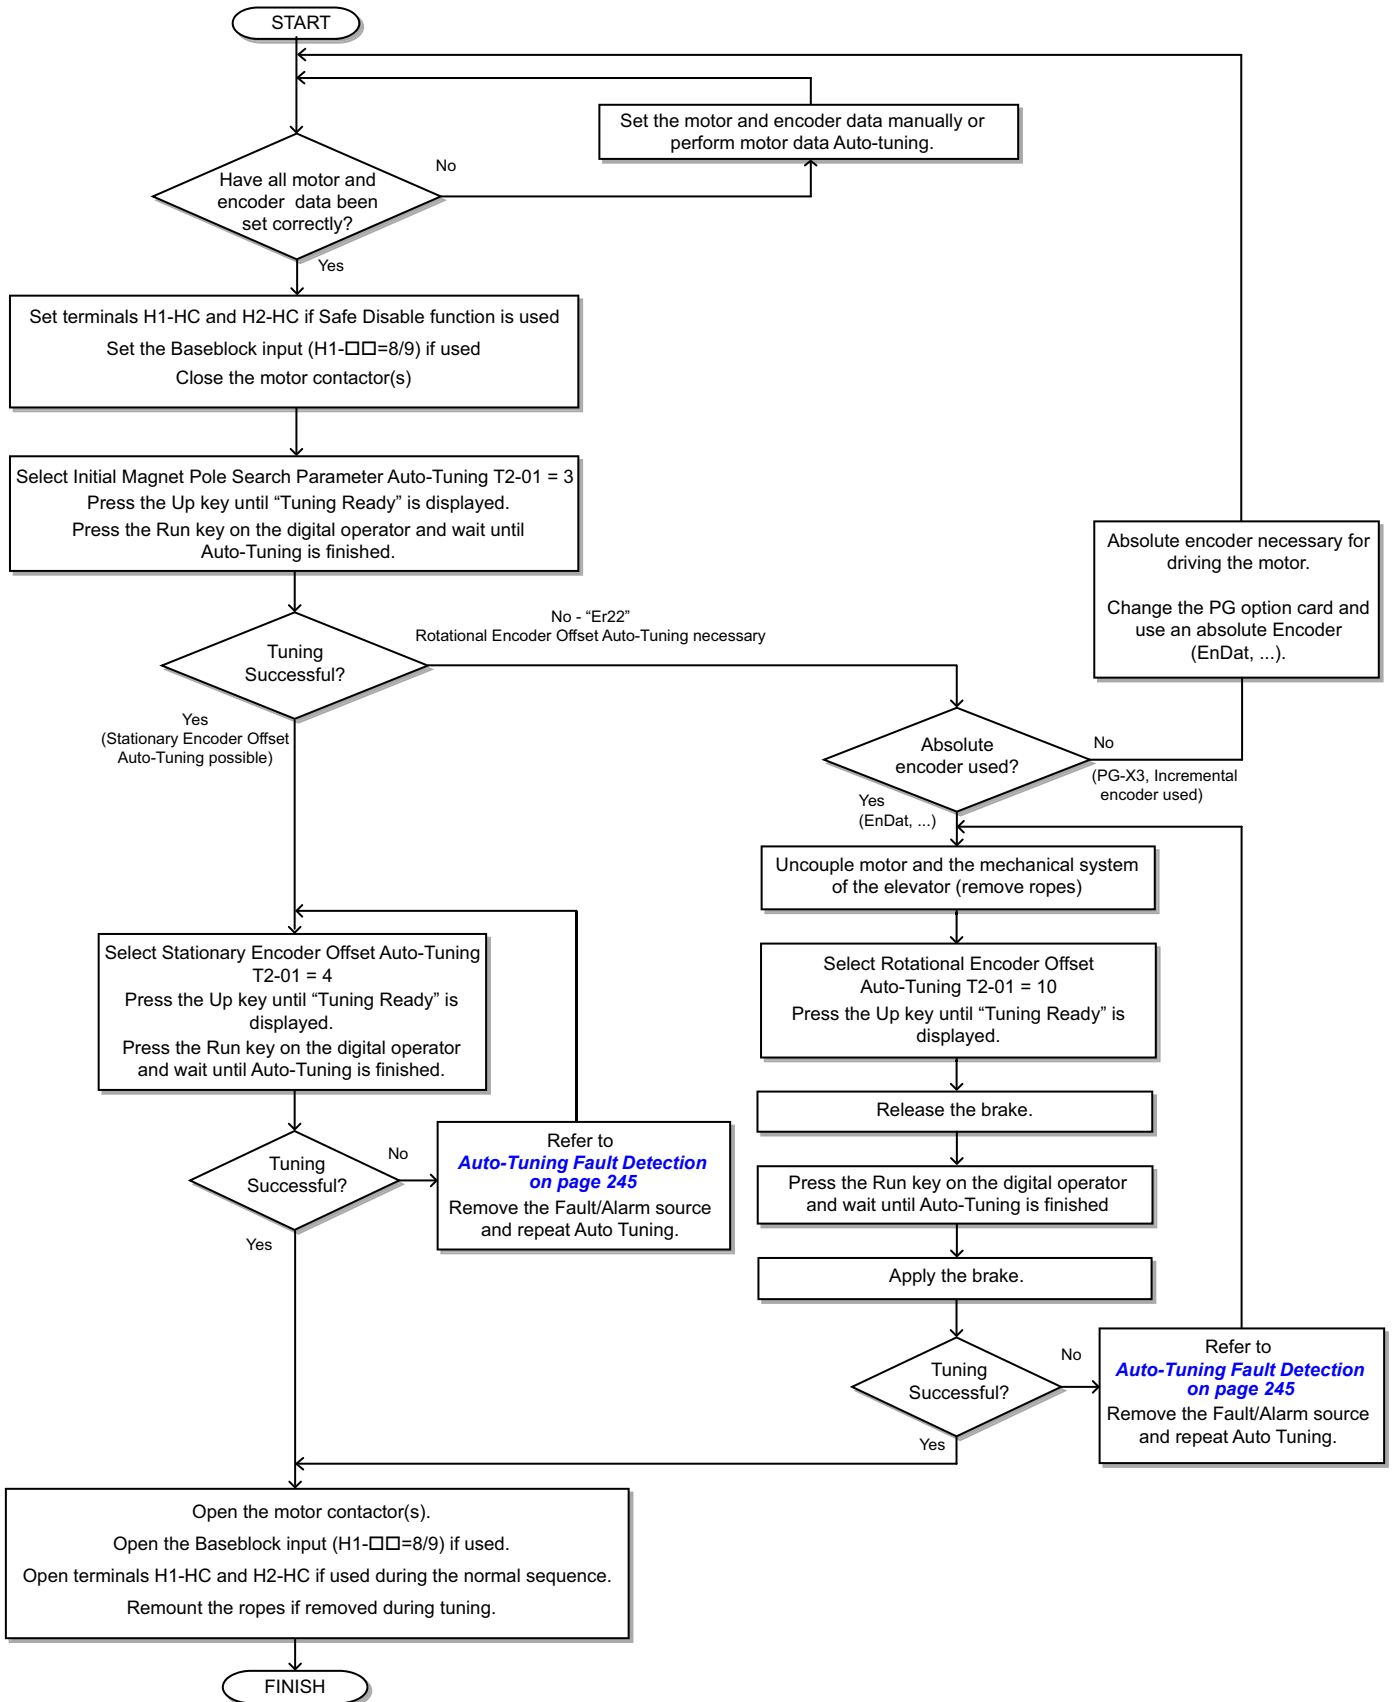 START
Set the motor and encoder data manually or
perform motor data Auto-tuning.
No
Have all motor and
encoder data been
set correctly?
Yes
Set terminals H1-HC and H2-HC if Safe Disable function is used
Set the Baseblock input (H1-□□=8/9) if used
Close the motor contactor(s)
Select Initial Magnet Pole Search Parameter Auto-Tuning T2-01 = 3
Press the Up key until “Tuning Ready” is displayed.
Press the Run key on the digital operator and wait until
Auto-Tuning is finished.
Absolute encoder necessary for
driving the motor.
Change the PG option card and
use an absolute Encoder
(EnDat, ...).
No - “Er22”
Rotational Encoder Offset Auto-Tuning necessary
Tuning
Successful?
Yes
(Stationary Encoder Offset
Auto-Tuning possible)
Absolute
encoder used?
No
(PG-X3, Incremental
encoder used)
Yes
(EnDat, ...)
Uncouple motor and the mechanical system
of the elevator (remove ropes)
Select Stationary Encoder Offset Auto-Tuning
T2-01 = 4
Press the Up key until “Tuning Ready” is
displayed.
Press the Run key on the digital operator
and wait until Auto-Tuning is finished.
Select Rotational Encoder Offset
Auto-Tuning T2-01 = 10
Press the Up key until “Tuning Ready” is
displayed.
Release the brake.
Tuning
Successful?
No
Refer to
Auto-Tuning Fault Detection
on page 245
Remove the Fault/Alarm source
and repeat Auto Tuning.
Yes
Press the Run key on the digital operator
and wait until Auto-Tuning is finished
Apply the brake.
Tuning
Successful?
No
Refer to
Auto-Tuning Fault Detection
on page 245
Remove the Fault/Alarm source
and repeat Auto Tuning.
Yes
Open the motor contactor(s).
Open the Baseblock input (H1-□□=8/9) if used.
Open terminals H1-HC and H2-HC if used during the normal sequence.
Remount the ropes if removed during tuning.
FINISH